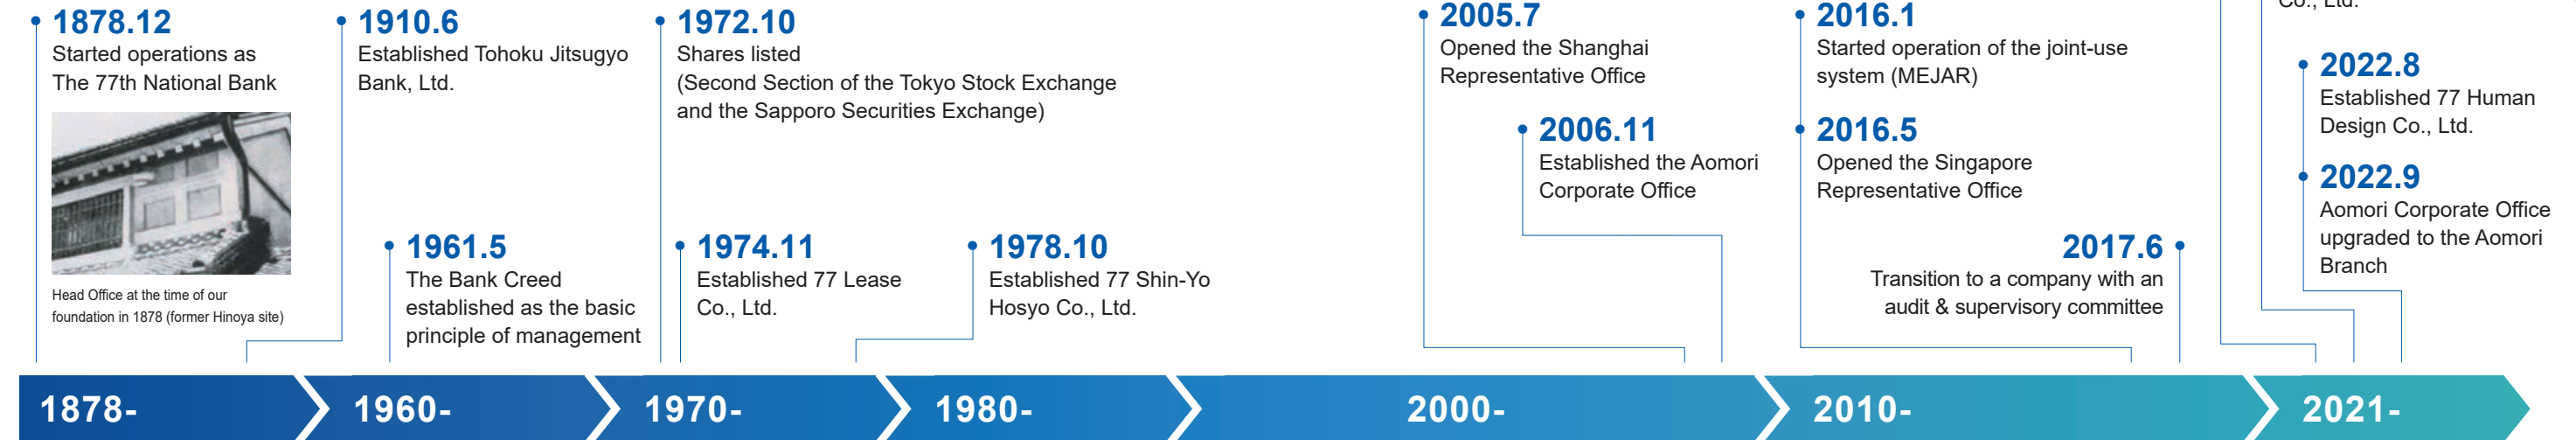 1878.12
Started operations as
The 77th National Bank
Head Office at the time of our
foundation in 1878 (former Hinoya site)
1910.6
Established Tohoku Jitsugyo
Bank, Ltd.
1961.5
The Bank Creed
established as the basic
principle of management
1972.10
Shares listed
(Second Section of the Tokyo Stock Exchange
and the Sapporo Securities Exchange)
1974.11
Established 77 Lease
Co., Ltd.
1978.10
Established 77 Shin-Yo
Hosyo Co., Ltd.
2005.7
Opened the Shanghai
Representative Office
2006.11
Established the Aomori
Corporate Office
2016.1
Started operation of the joint-use
system (MEJAR)
2016.5
Opened the Singapore
Representative Office
2017.6
Transition to a company with an
audit & supervisory committee
Co., Ltd.
2022.8
Established 77 Human
Design Co., Ltd.
2022.9
Aomori Corporate Office
upgraded to the Aomori
Branch
1878-
1960-
1970-
1980-
2000-
2010-
2021-